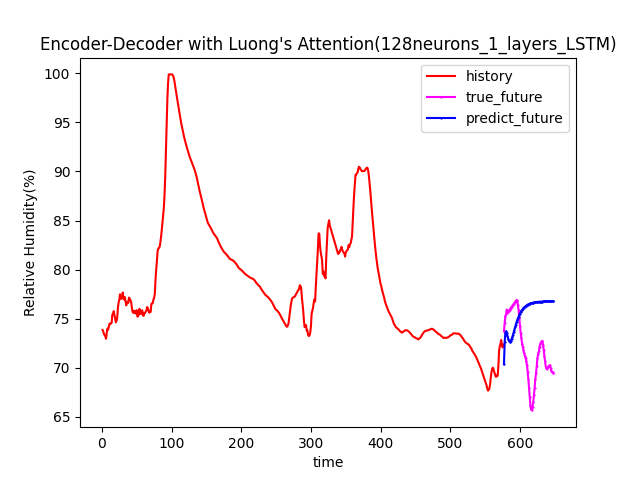 Encoder-Decoder with Luong's Attention(128neurons_1_layers_LSTM)
history
true_future
predict_future
Relative Humidity(%)
100
95
90
85
80
75
70
65
0 100 200 300 400 500 600
time